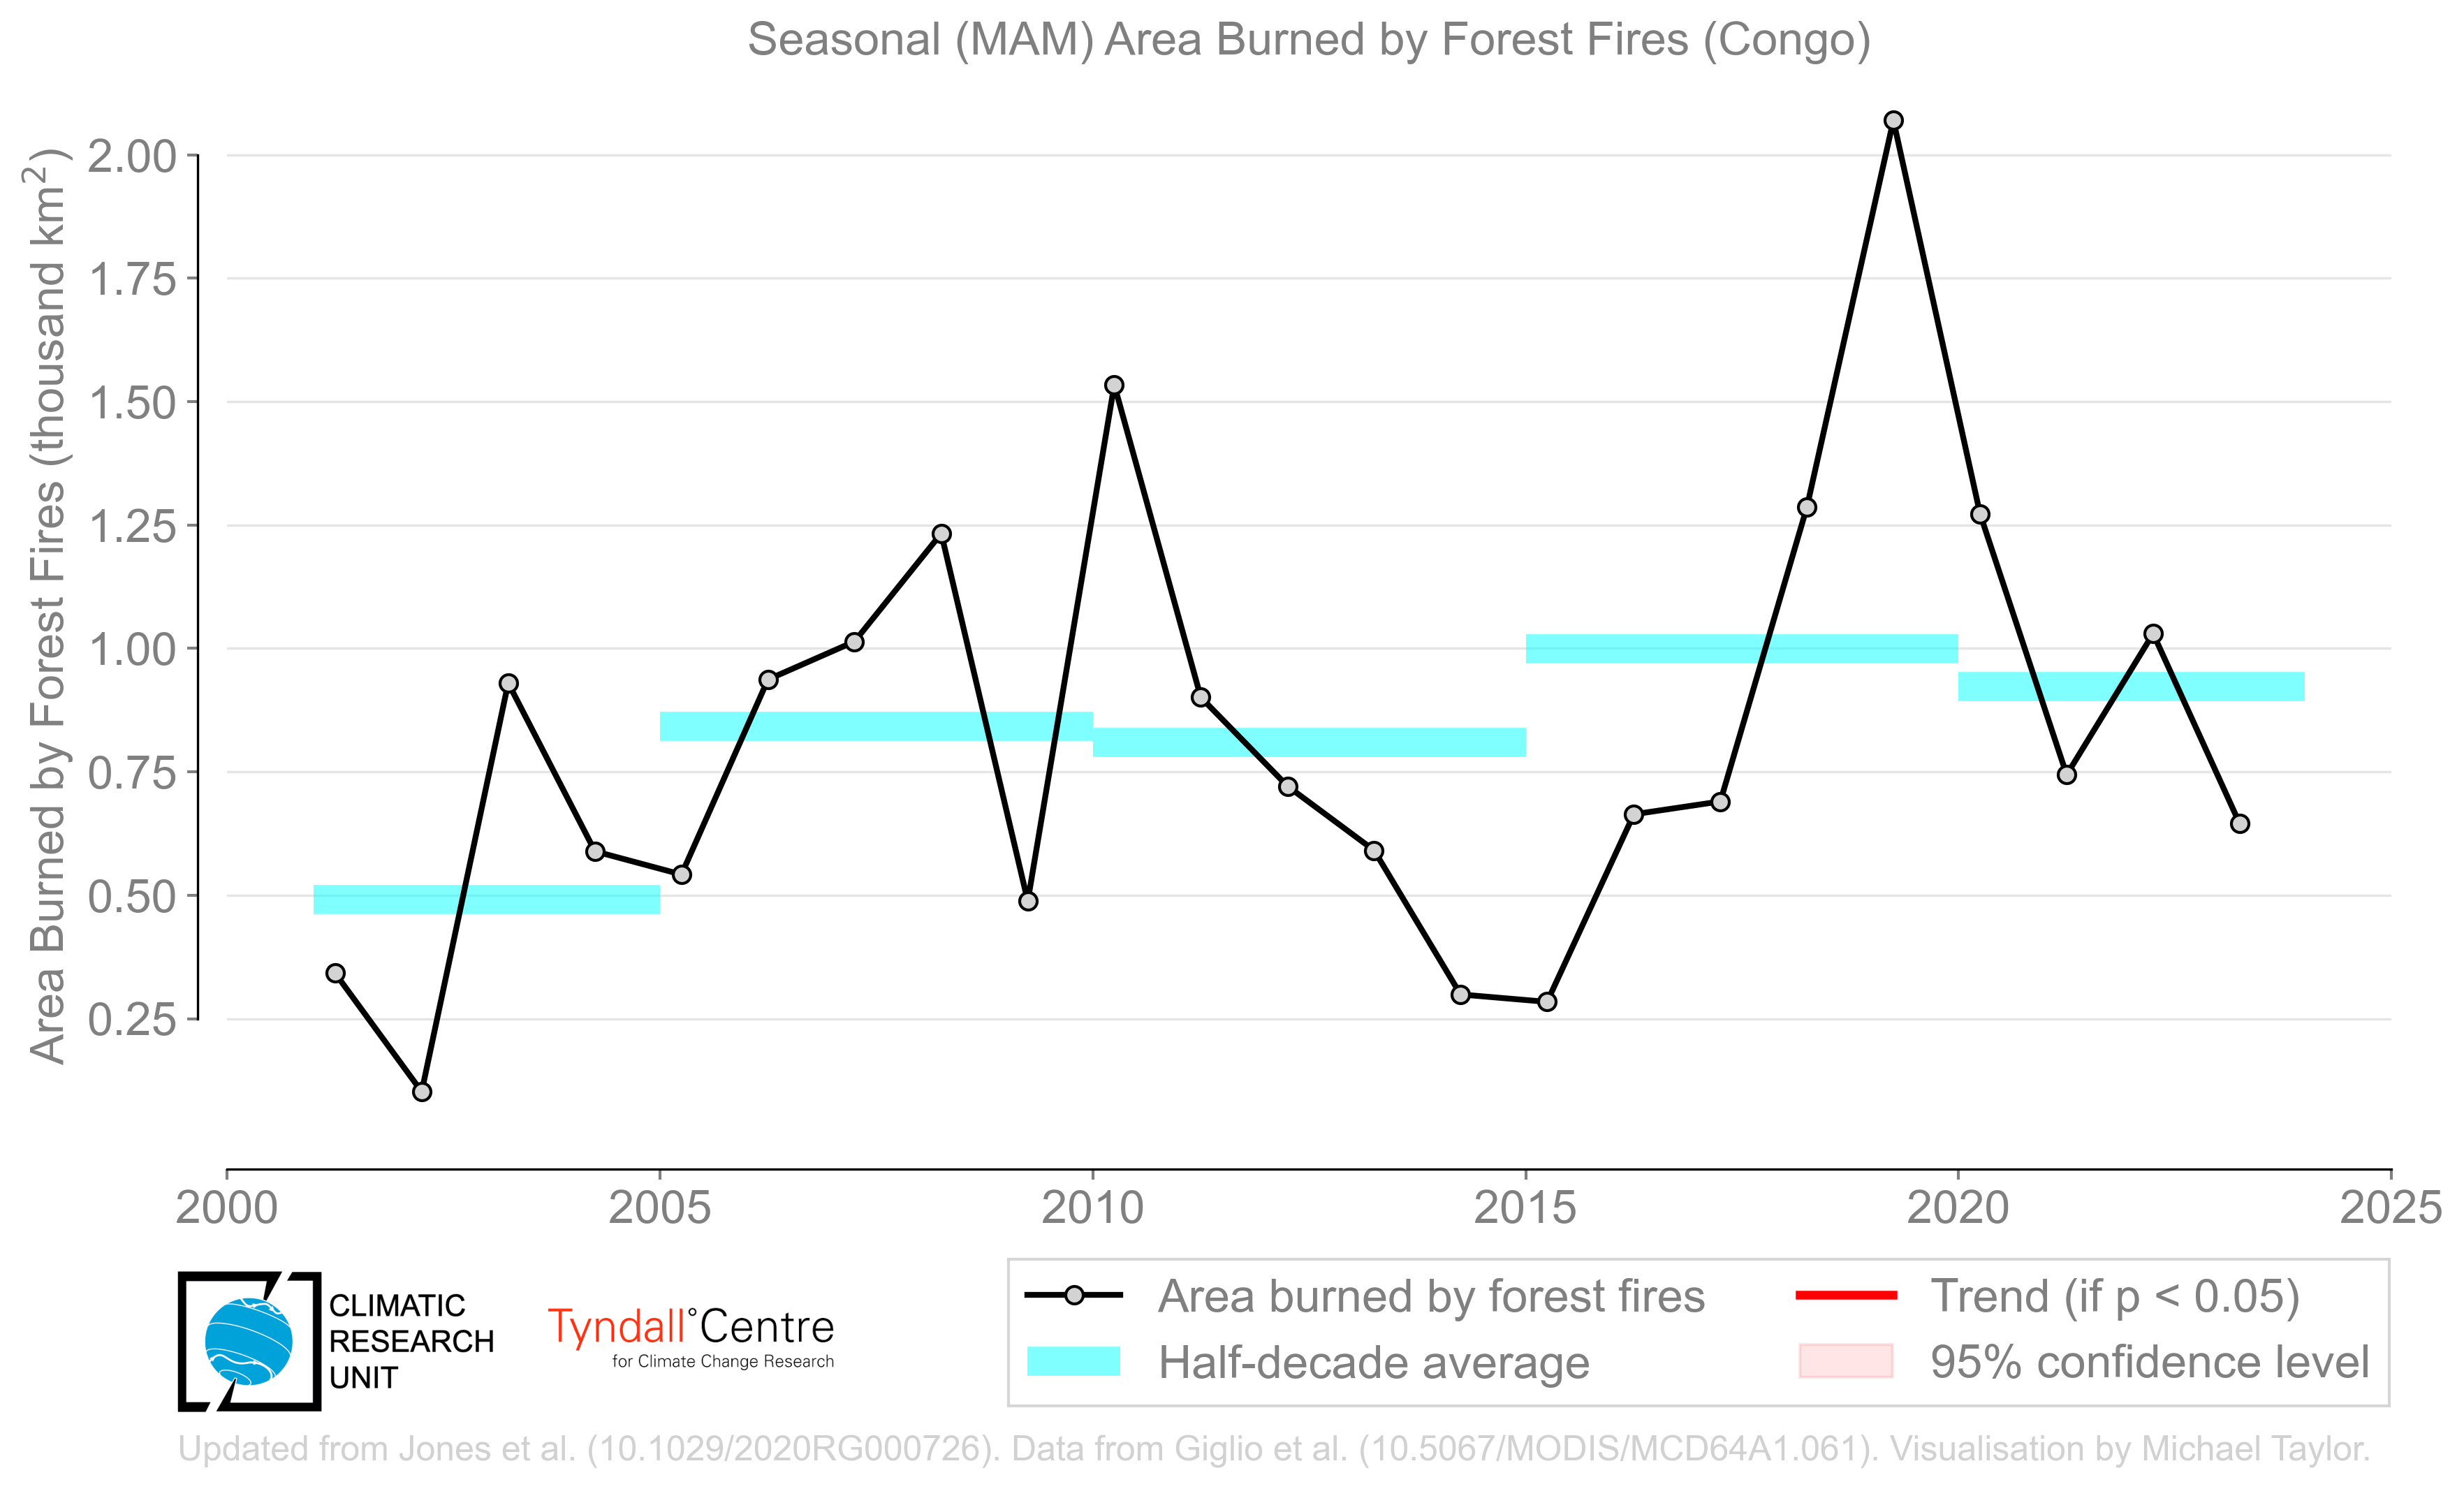 Seasonal (MAM) Area Burned by Forest Fires (Congo)
Area Burned by Forest Fires (thousand km²)
2.00
1.75
1.50
1.25
1.00
0.75
0.50
0.25
2000 2005 2010 2015 2020 2025
CLIMATIC
RESEARCH
UNIT
Tyndall°Centre
for Climate Change Research
Area burned by forest fires
Half-decade average
Trend (if p < 0.05)
95% confidence level
Updated from Jones et al. (10.1029/2020RG000726). Data from Giglio et al. (10.5067/MODIS/MCD64A1.061). Visualisation by Michael Taylor.